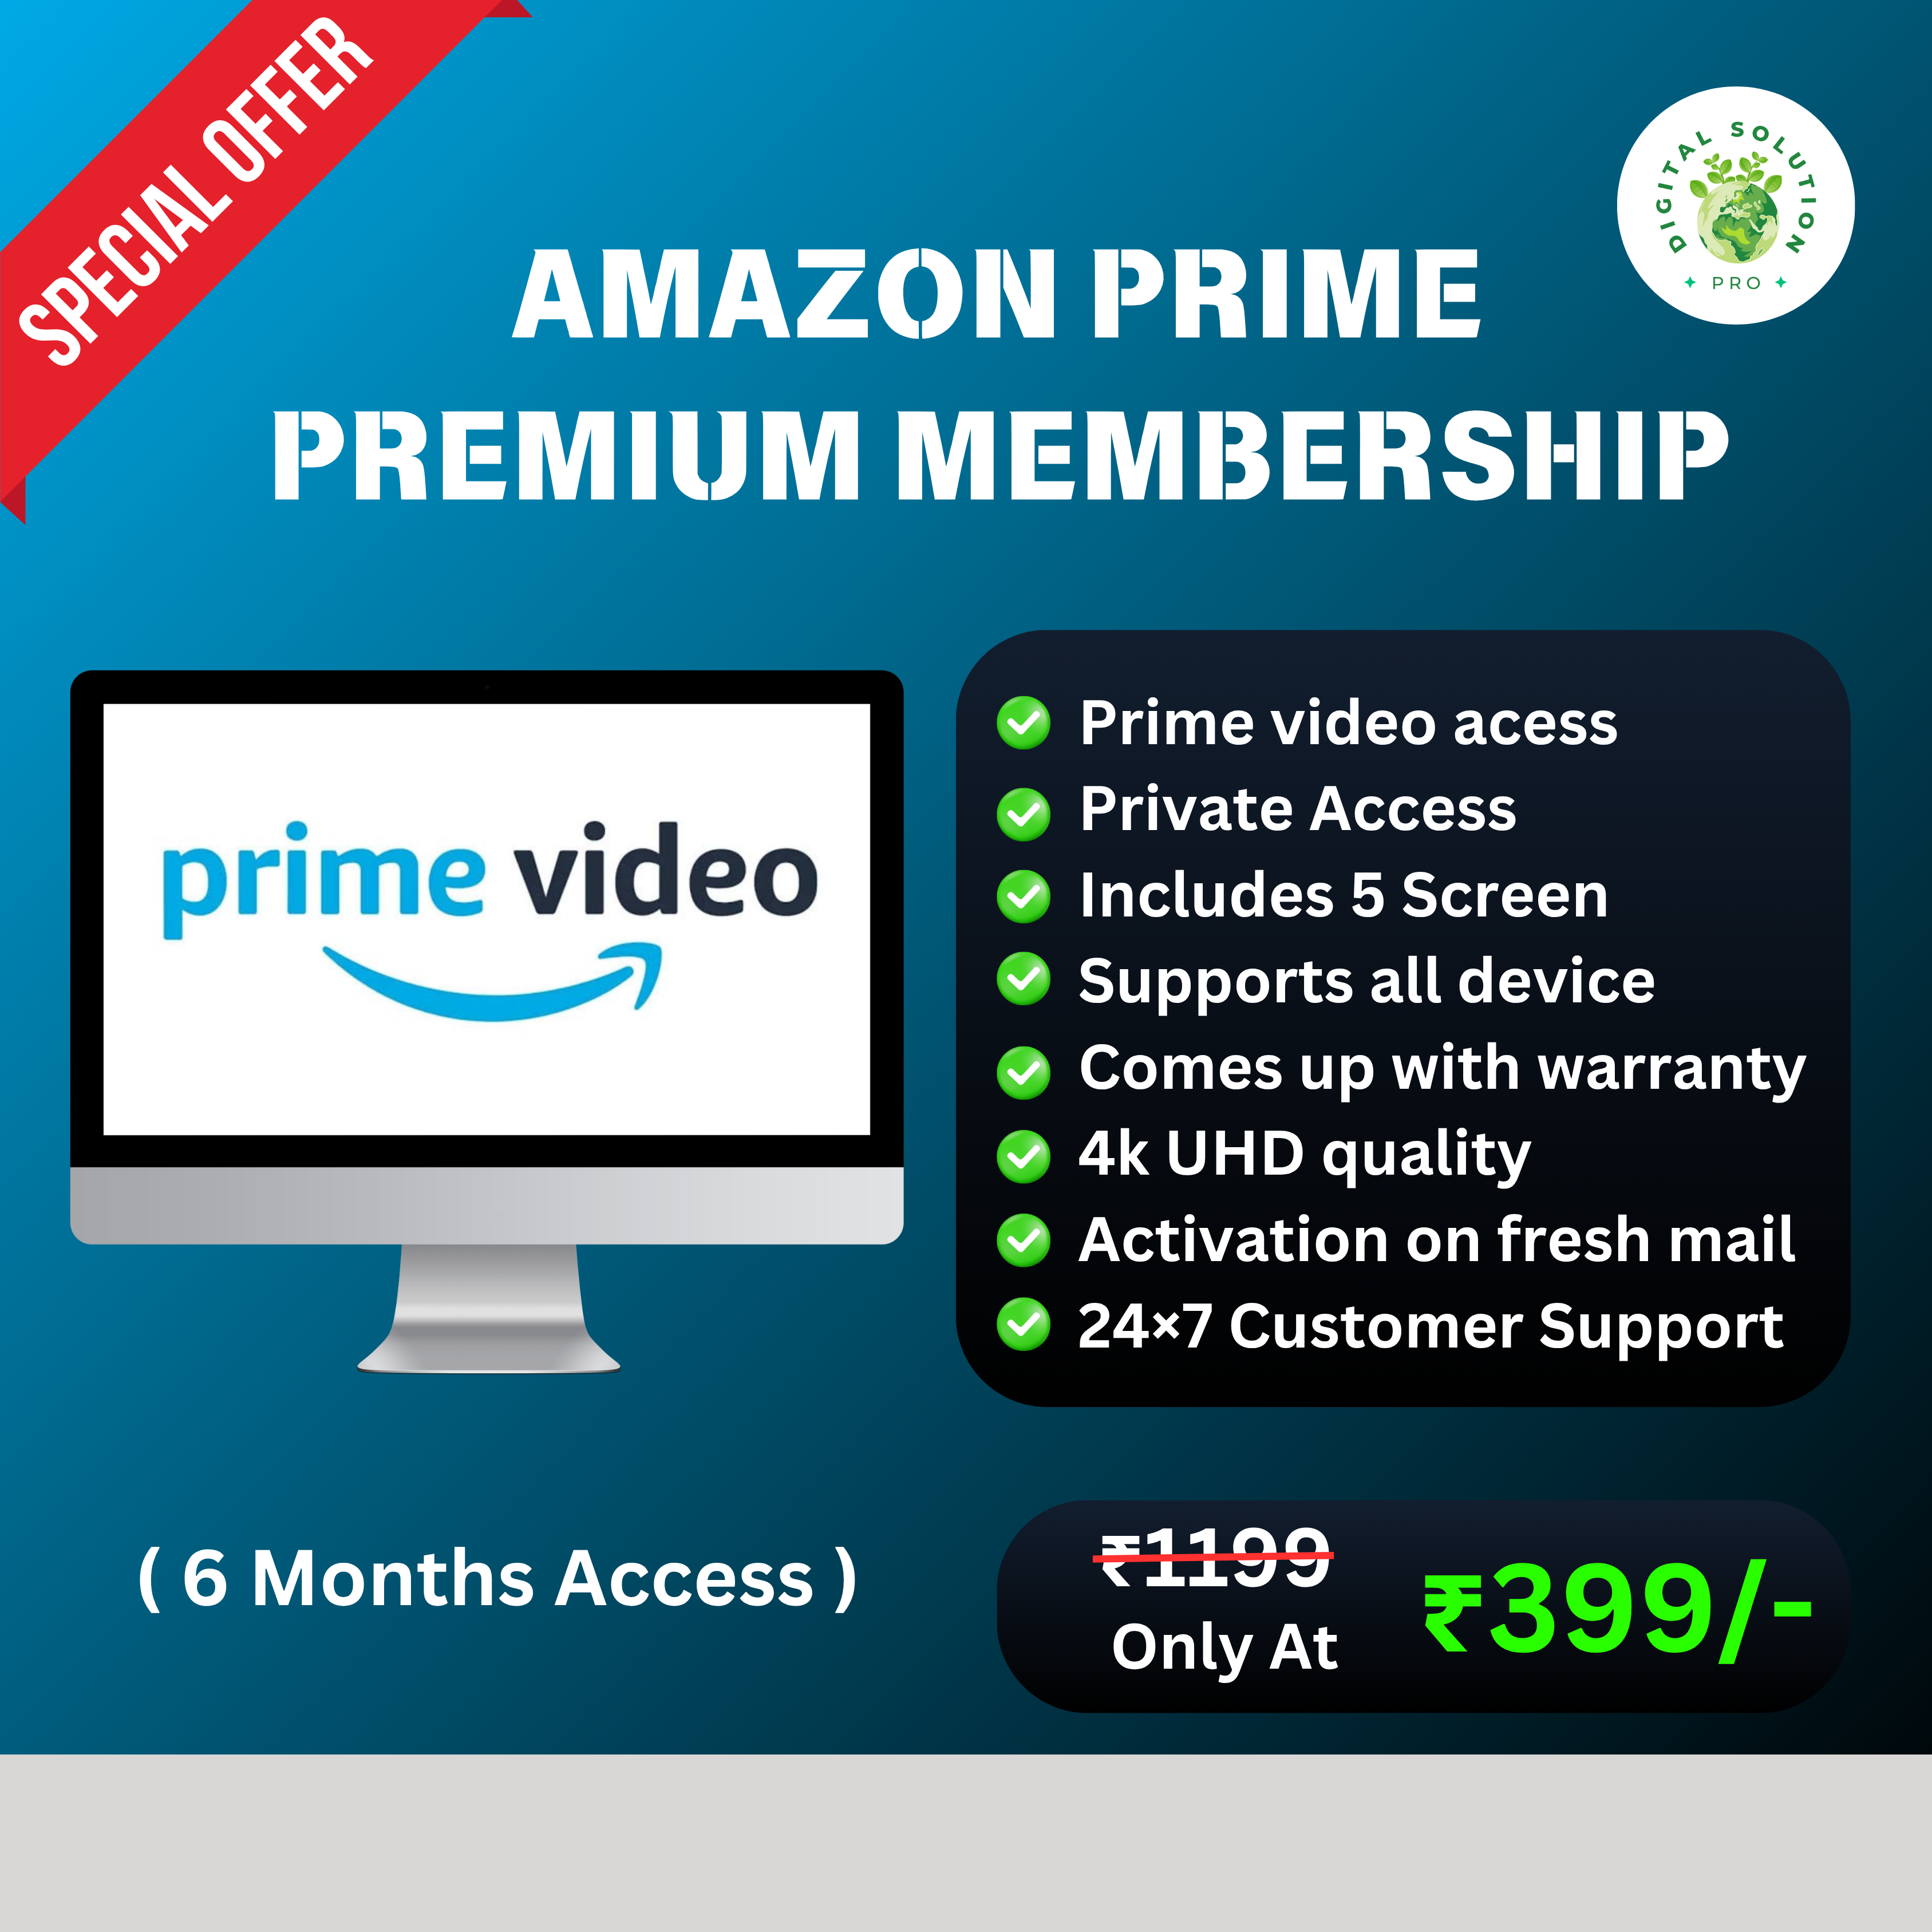 SPECIAL OFFER
DIGITAL SOLUTION
PRO
AMAZON PRIME
PREMIUM MEMBERSHIP
prime video
Prime video acess
Private Access
Includes 5 Screen
Supports all device
Comes up with warranty
4k UHD quality
Activation on fresh mail
24×7 Customer Support
( 6 Months Access )
₹1199
Only At
₹399/-